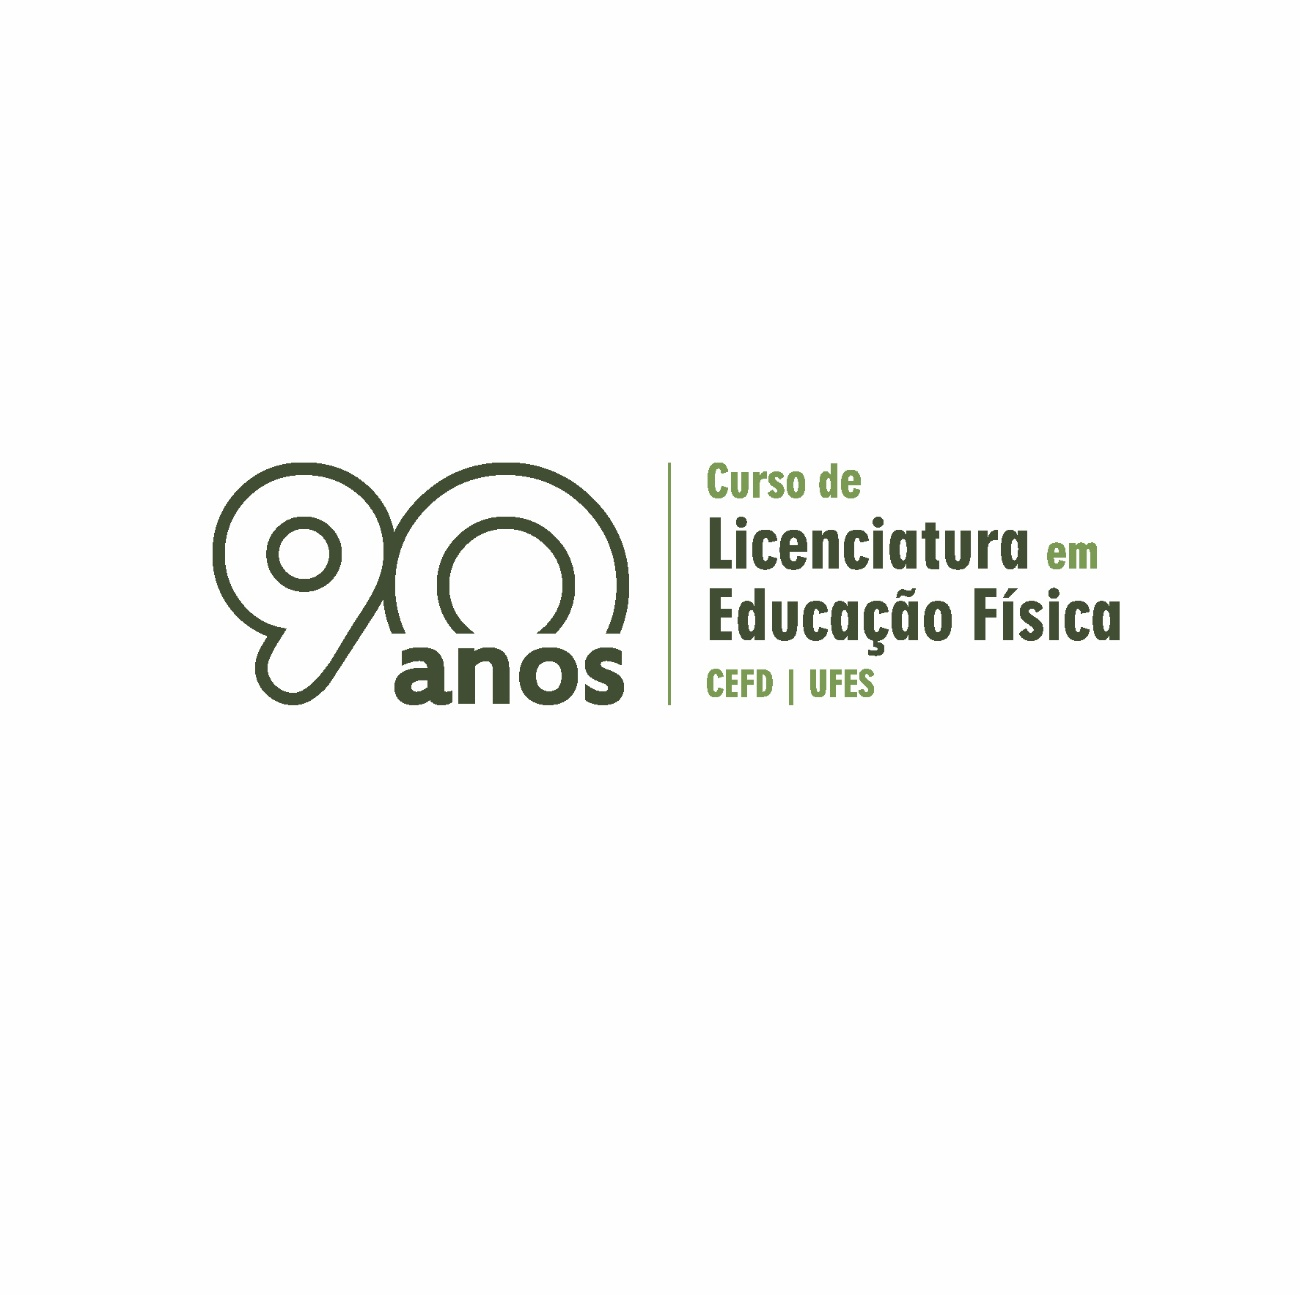 90
anos
Curso de
Licenciatura em
Educação Física
CEFD | UFES